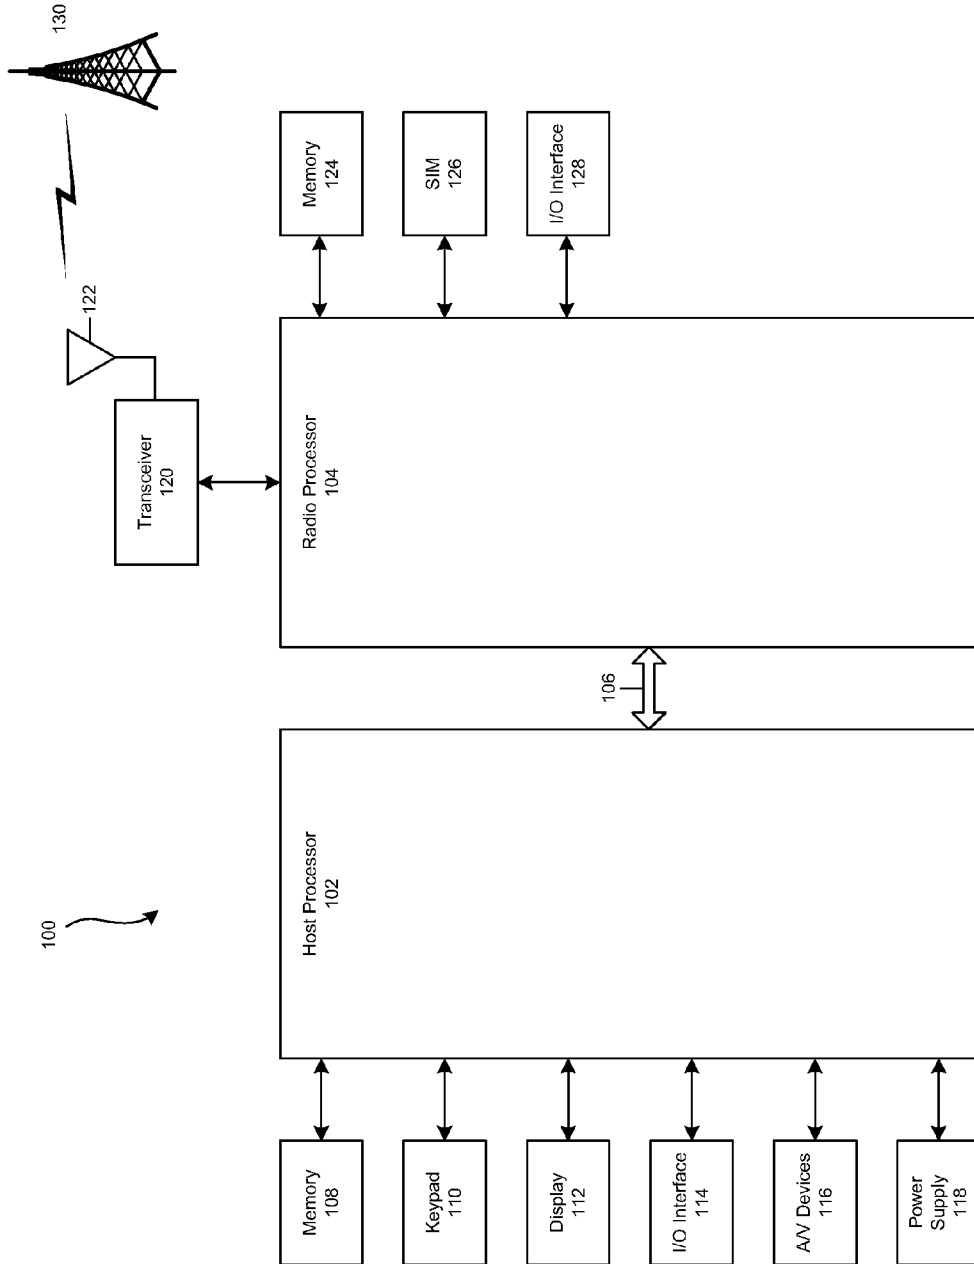 100
Memory
108
Keypad
110
Display
112
I/O Interface
114
A/V Devices
116
Power
Supply
118
Host Processor
102
106
Radio Processor
104
Transceiver
120
122
130
Memory
124
SIM
126
I/O Interface
128